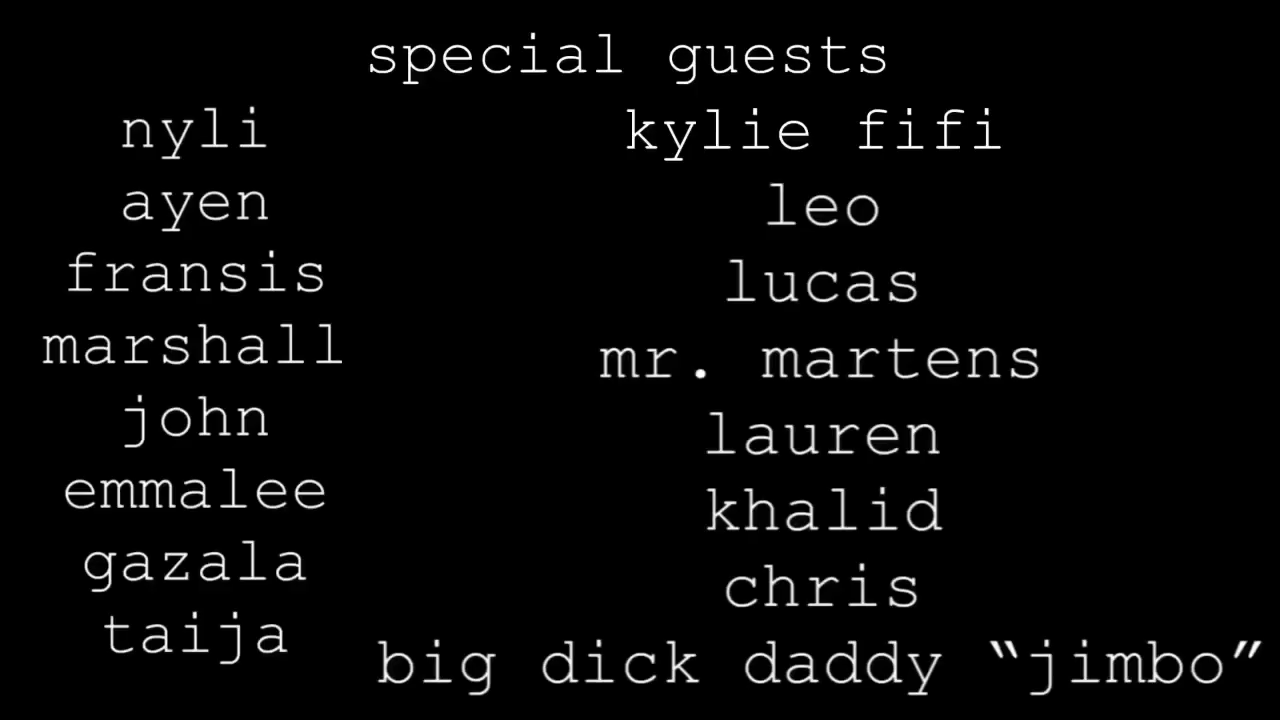 special guests
nyli
ayen
fransis
marshall
john
emmalee
gazala
taija
kylie fifi
leo
lucas
mr. martens
lauren
khalid
chris
big dick daddy “jimbo”